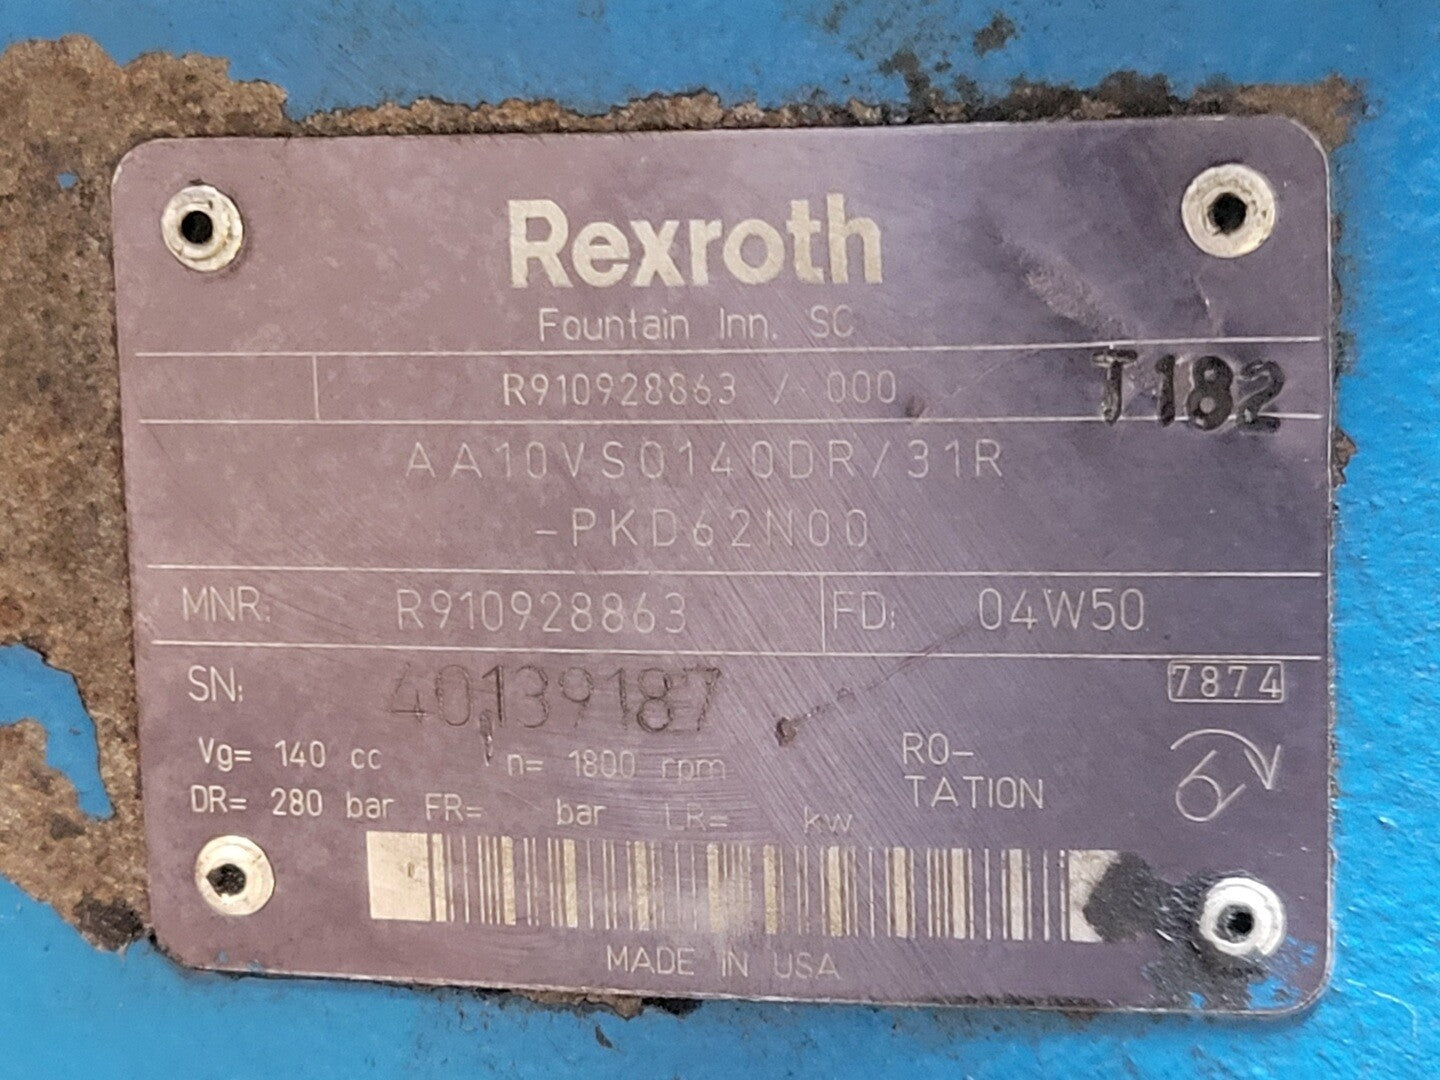 Rexroth
Fountain Inn. SC
R910928863 / 000
T182
AA10VSO140DR/31R
-PKD62N00
MNR: R910928863 FD: 04W50
SN: 40139187
7874
Vg= 140 cc n= 1800 rpm
RO-
TATION
DR= 280 bar FR= bar LR= kw
MADE IN USA